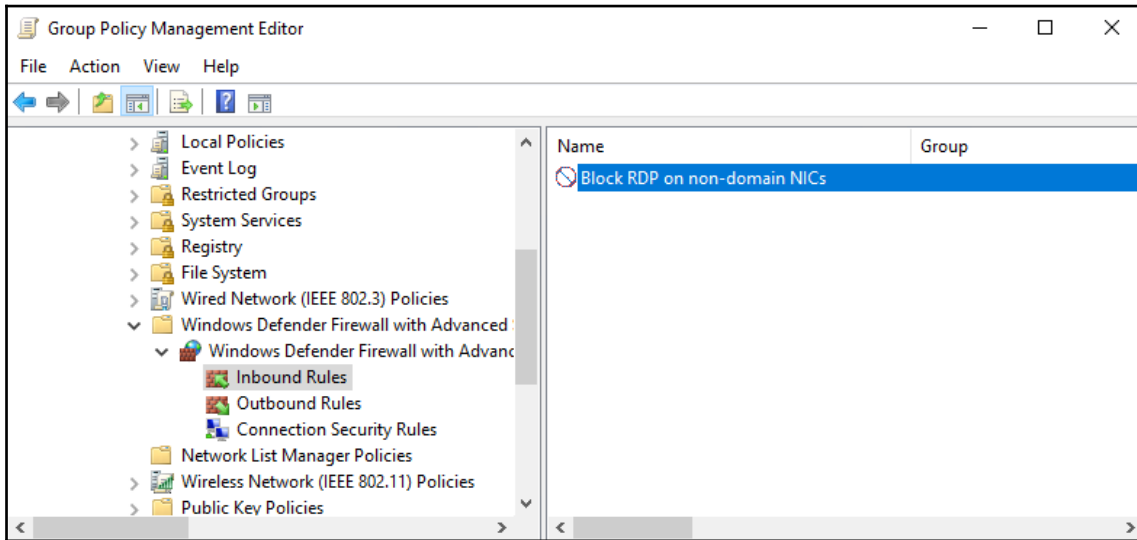 Group Policy Management Editor
File Action View Help
Local Policies
Event Log
Restricted Groups
System Services
Registry
File System
Wired Network (IEEE 802.3) Policies
Windows Defender Firewall with Advanced
Windows Defender Firewall with Advanc
Inbound Rules
Outbound Rules
Connection Security Rules
Network List Manager Policies
Wireless Network (IEEE 802.11) Policies
Public Key Policies
Name Group
Block RDP on non-domain NICs